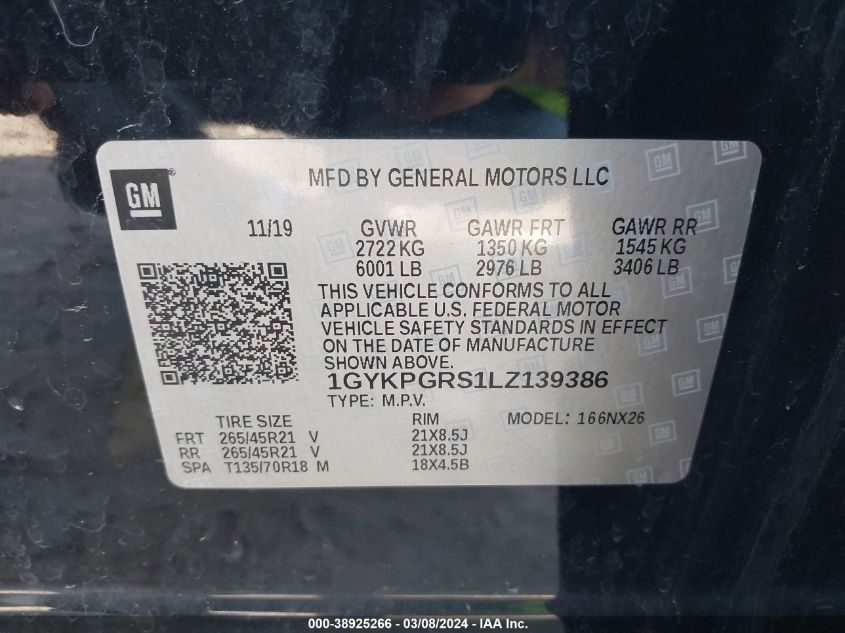 GM
MFD BY GENERAL MOTORS LLC
11/19 GVWR GAWR FRT GAWR RR
2722 KG 1350 KG 1545 KG
6001 LB 2976 LB 3406 LB
THIS VEHICLE CONFORMS TO ALL
APPLICABLE U.S. FEDERAL MOTOR
VEHICLE SAFETY STANDARDS IN EFFECT
ON THE DATE OF MANUFACTURE
SHOWN ABOVE.
1GYKPGRS1LZ139386
TYPE: M.P.V. MODEL: 166NX26
TIRE SIZE RIM
FRT 265/45R21 V 21X8.5J
RR 265/45R21 V 21X8.5J
SPA T135/70R18 M 18X4.5B
000-38925266 - 03/08/2024 - IAA Inc.